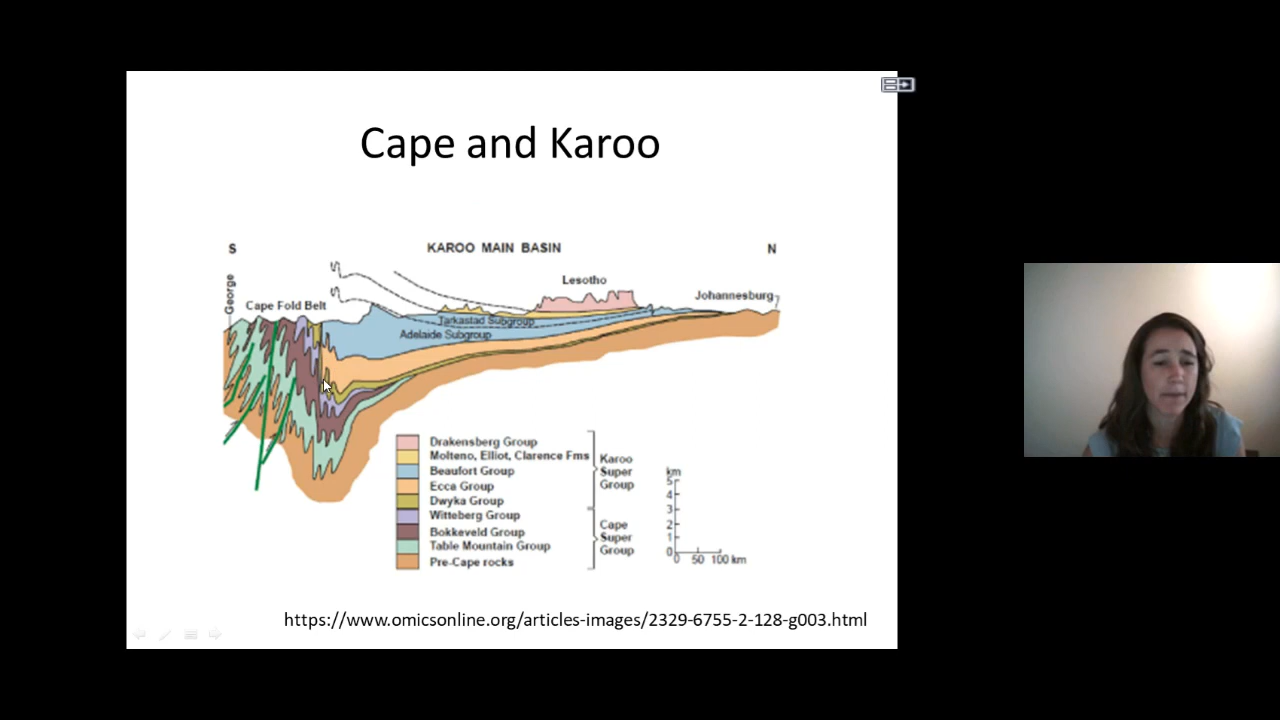 Cape and Karoo
S
KAROO MAIN BASIN
N
George
Cape Fold Belt
Lesotho
Johannesburg
Tarkastad Subgroup
Adelaide Subgroup
Drakensberg Group
Molteno, Elliot, Clarence Fms
Beaufort Group
Ecca Group
Dwyka Group
Witteberg Group
Bokkeveld Group
Table Mountain Group
Pre-Cape rocks
Karoo
Super
Group
Cape
Super
Group
km
5
4
3
2
1
0
0 50 100 km
https://www.omicsonline.org/articles-images/2329-6755-2-128-g003.html